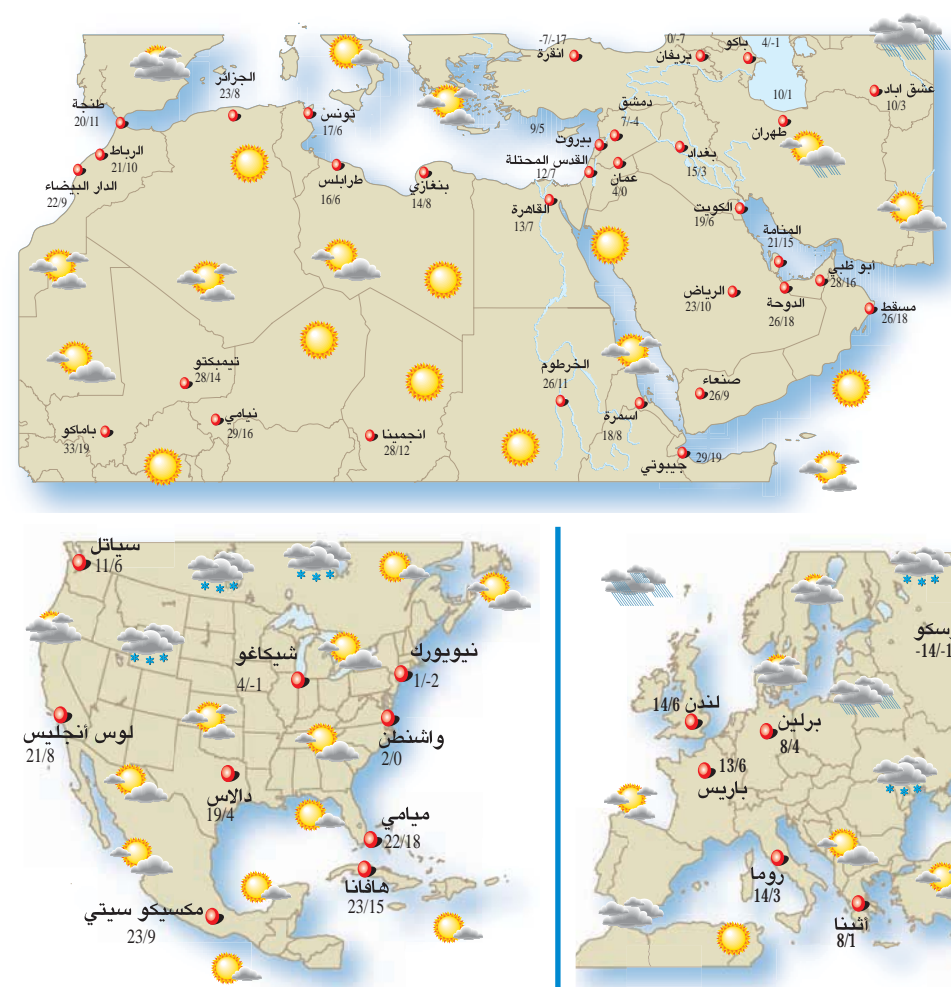 -7/-17
انقرة
0/-7
يريفان
باكو
4/-1
10/1
عشق اباد
10/3
الجزائر
23/8
طنجة
20/11
تونس
17/6
9/5
دمشق
7/-4
بيروت
طهران
الرباط
21/10
الدار البيضاء
22/9
طرابلس
16/6
بنغازي
14/8
القدس المحتلة
12/7
عمان
4/0
بغداد
15/3
القاهرة
13/7
الكويت
19/6
المنامة
21/15
أبو ظبي
28/16
الرياض
23/10
الدوحة
26/18
مسقط
26/18
تيمبكتو
28/14
الخرطوم
26/11
صنعاء
26/9
باماكو
33/19
نيامي
29/16
انجمينا
28/12
اسمرة
18/8
جيبوتي
29/19
سياتل
11/6
شيكاغو
4/-1
نيويورك
1/-2
لوس أنجليس
21/8
واشنطن
2/0
دالاس
19/4
ميامي
22/18
هافانا
23/15
مكسيكو سيتي
23/9
سكو
-14/-1
لندن
14/6
برلين
8/4
13/6
باريس
روما
14/3
أثينا
8/1